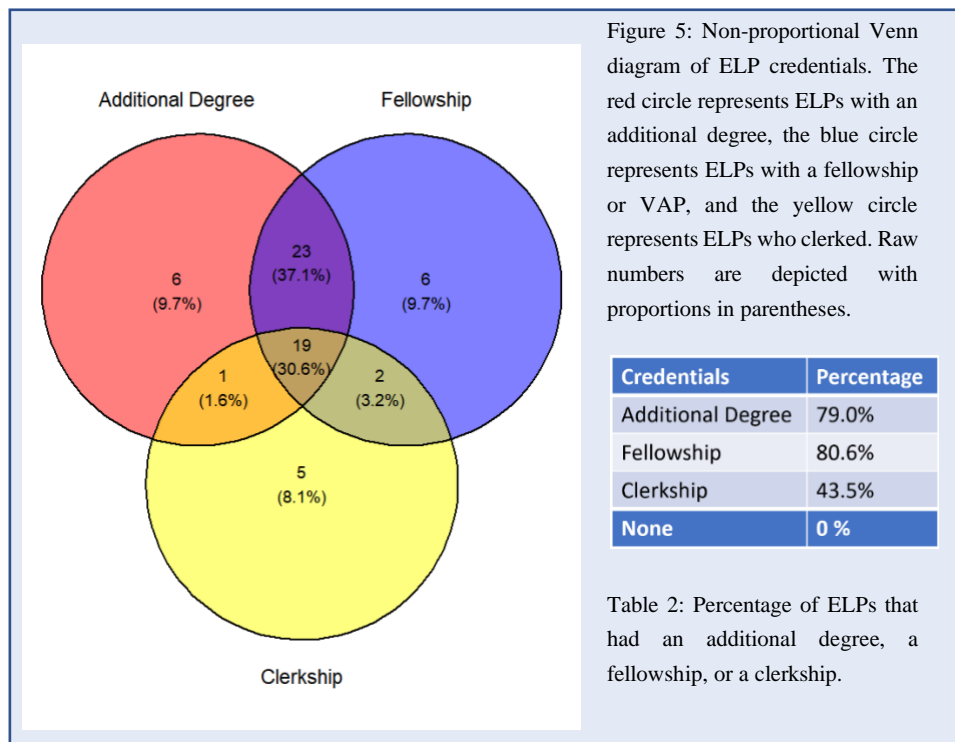 Additional Degree
Fellowship
6
(9.7%)
23
(37.1%)
6
(9.7%)
19
(30.6%)
1
(1.6%)
2
(3.2%)
5
(8.1%)
Clerkship
Figure 5: Non-proportional Venn
diagram of ELP credentials. The
red circle represents ELPs with an
additional degree, the blue circle
represents ELPs with a fellowship
or VAP, and the yellow circle
represents ELPs who clerked. Raw
numbers are depicted with
proportions in parentheses.
Credentials Percentage
Additional Degree 79.0%
Fellowship 80.6%
Clerkship 43.5%
None 0 %
Table 2: Percentage of ELPs that
had an additional degree, a
fellowship, or a clerkship.